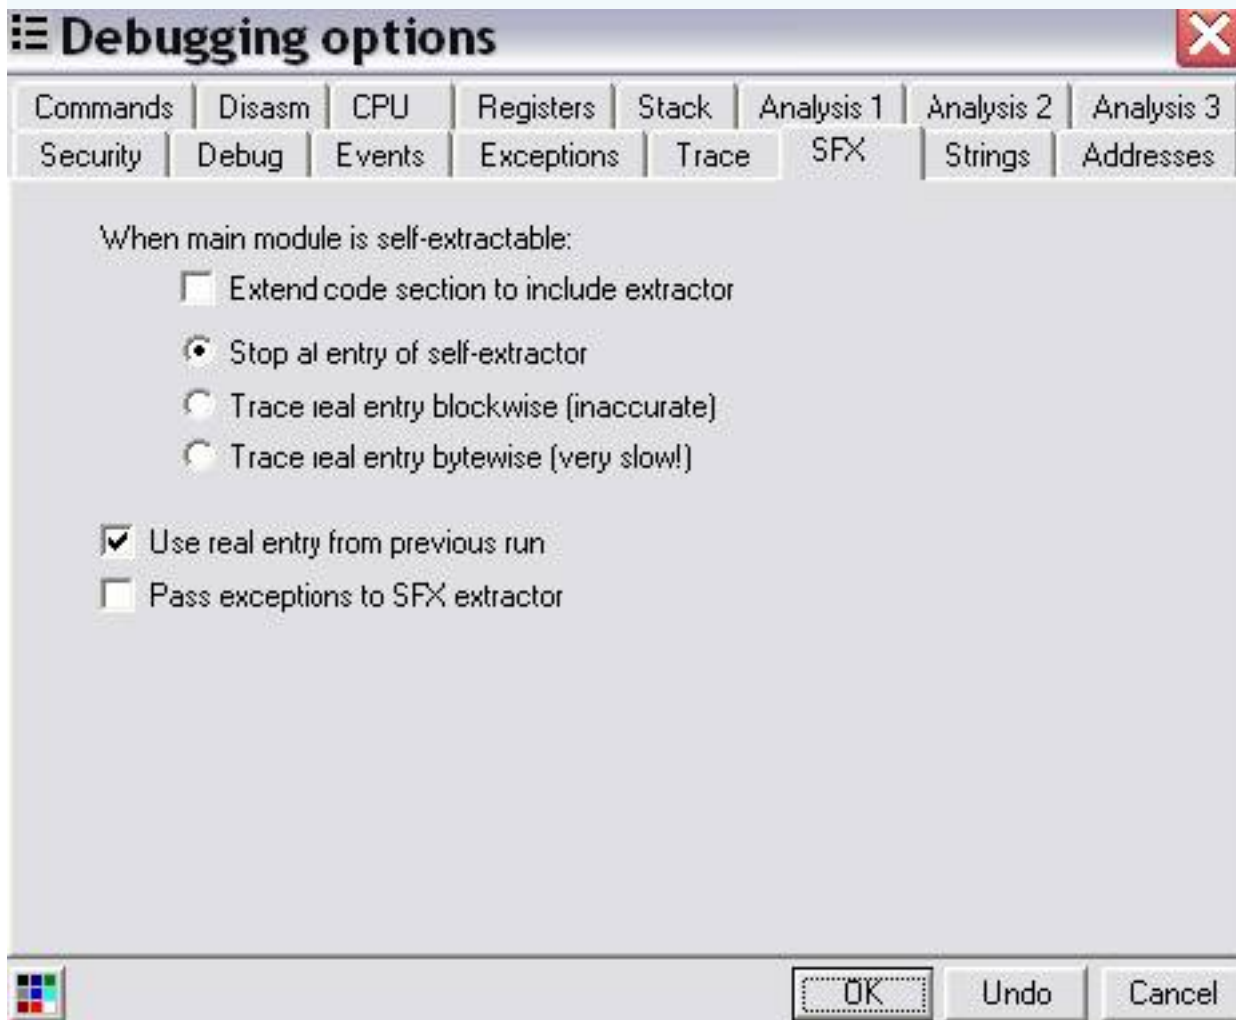 Debugging options
Commands Disasm CPU Registers Stack Analysis 1 Analysis 2 Analysis 3
Security Debug Events Exceptions Trace SFX Strings Addresses
When main module is self-extractable:
Extend code section to include extractor
Stop at entry of self-extractor
Trace real entry blockwise (inaccurate)
Trace real entry bytewise (very slow!)
Use real entry from previous run
Pass exceptions to SFX extractor
OK Undo Cancel